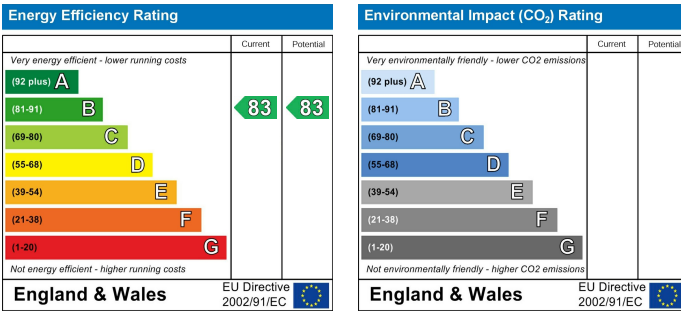 Energy Efficiency Rating
Current Potential
Very energy efficient - lower running costs
(92 plus) A
(81-91) B 83 83
(69-80) C
(55-68) D
(39-54) E
(21-38) F
(1-20) G
Not energy efficient - higher running costs
England & Wales
EU Directive
2002/91/EC
Environmental Impact (CO₂) Rating
Current Potential
Very environmentally friendly - lower CO2 emissions
(92 plus) A
(81-91) B
(69-80) C
(55-68) D
(39-54) E
(21-38) F
(1-20) G
Not environmentally friendly - higher CO2 emissions
England & Wales
EU Directive
2002/91/EC